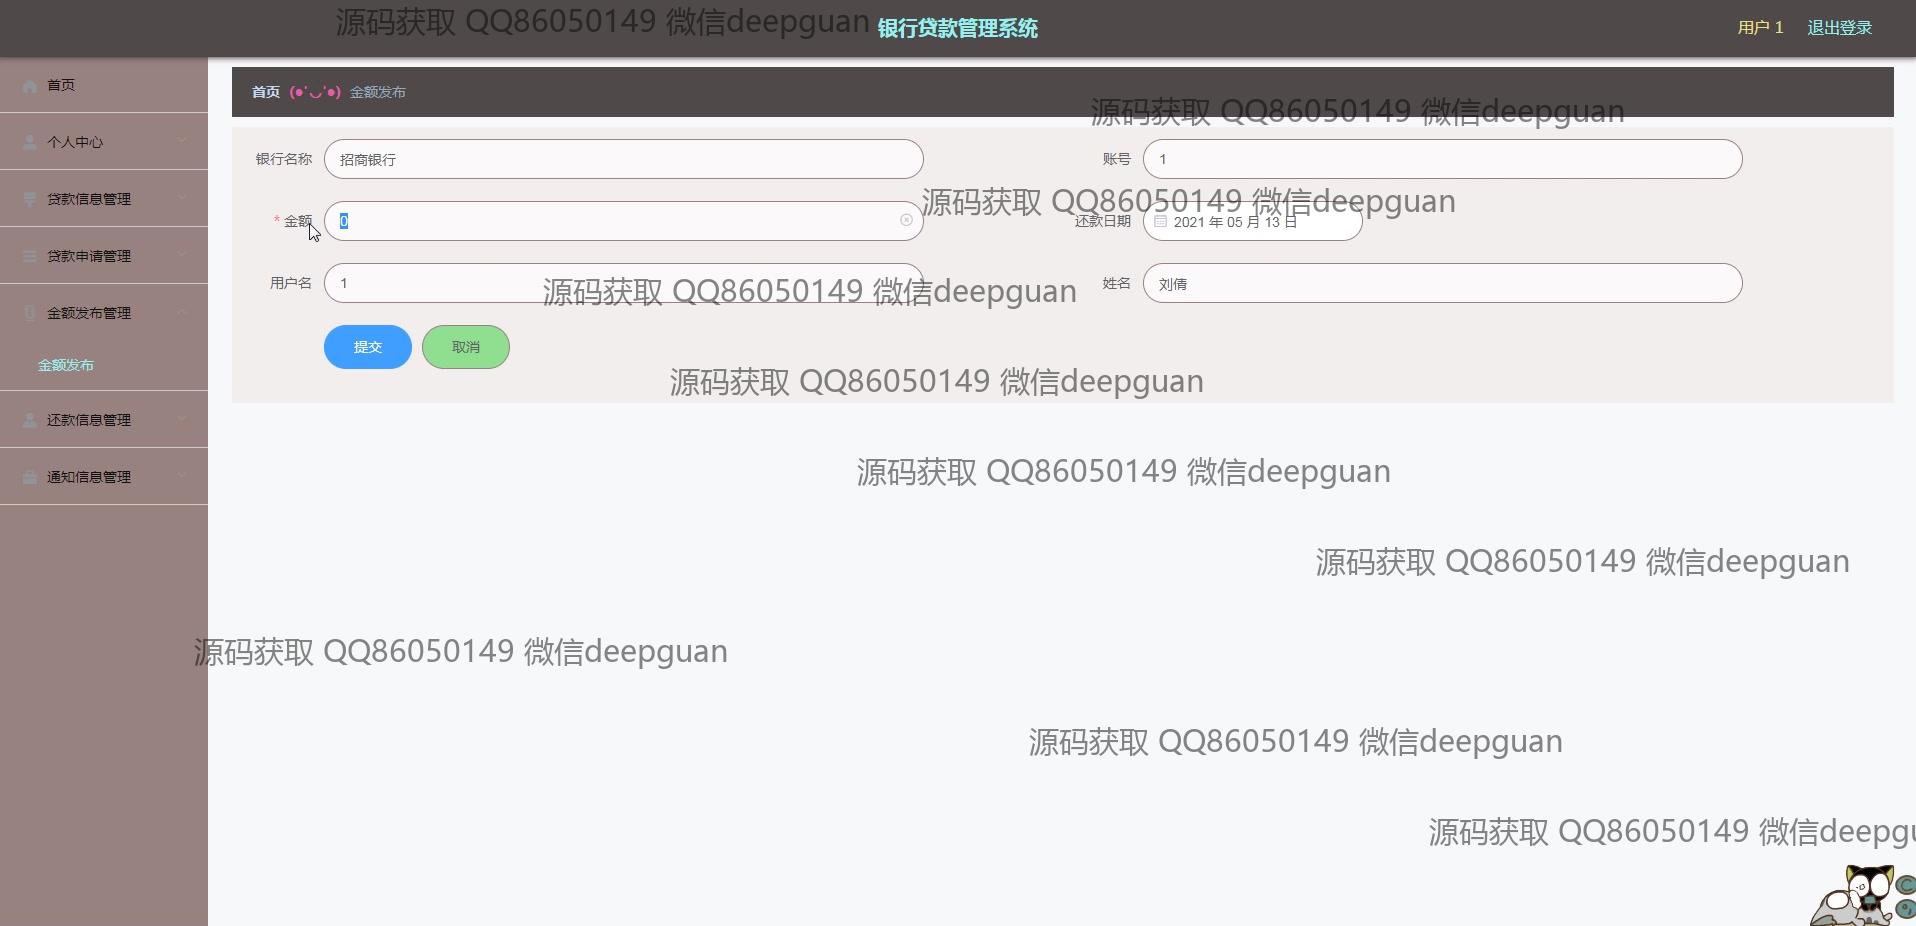 源码获取 QQ86050149 微信deepguan
银行贷款管理系统
用户 1
退出登录
首页
个人中心
贷款信息管理
贷款申请管理
金额发布管理
金额发布
还款信息管理
通知信息管理
首页 (●'◡'●) 金额发布
源码获取 QQ86050149 微信deepguan
银行名称 招商银行
账号 1
源码获取 QQ86050149 微信deepguan
* 金额 0
还款日期 2021 年 05 月 13 日
用户名 1
姓名 刘倩
源码获取 QQ86050149 微信deepguan
提交
取消
源码获取 QQ86050149 微信deepguan
源码获取 QQ86050149 微信deepguan
源码获取 QQ86050149 微信deepguan
源码获取 QQ86050149 微信deepguan
源码获取 QQ86050149 微信deepguan
源码获取 QQ86050149 微信deepgu